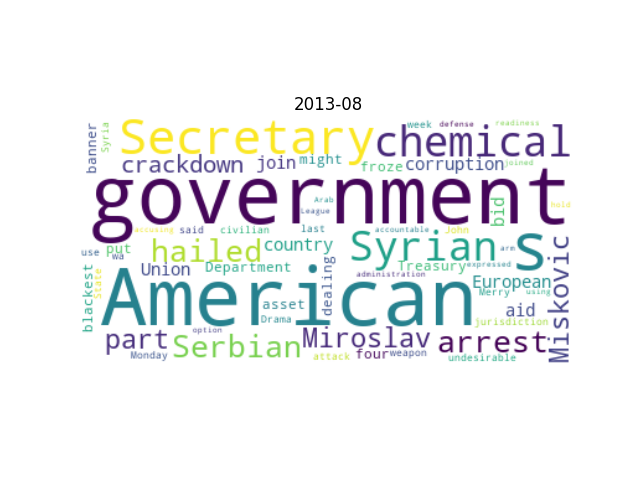 2013-08
week defense readiness
banner Syria Secretary chemical
crackdown join might froze corruption joined
government
Arab League bid hold
accusing said civilian last accountable John
use put wa hailed country Syrian s arm
Union Department dealing Treasury expressed
blackest State American administration European
asset Merry using
Drama aid jurisdiction
part option Miroslav arrest Miskovic
Serbian
Monday attack four weapon undesirable